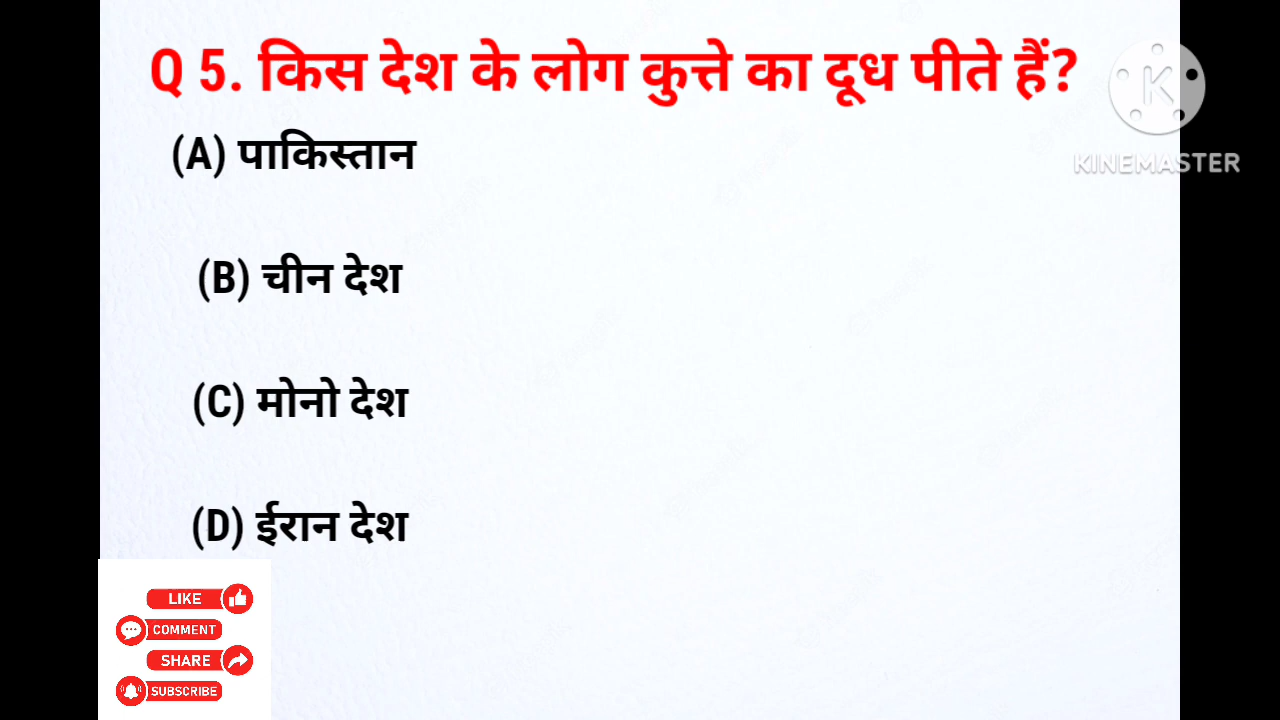 Q 5. किस देश के लोग कुत्ते का दूध पीते हैं?
K
KINEMASTER
(A) पाकिस्तान
(B) चीन देश
(C) मोनो देश
(D) ईरान देश
LIKE
COMMENT
SHARE
SUBSCRIBE